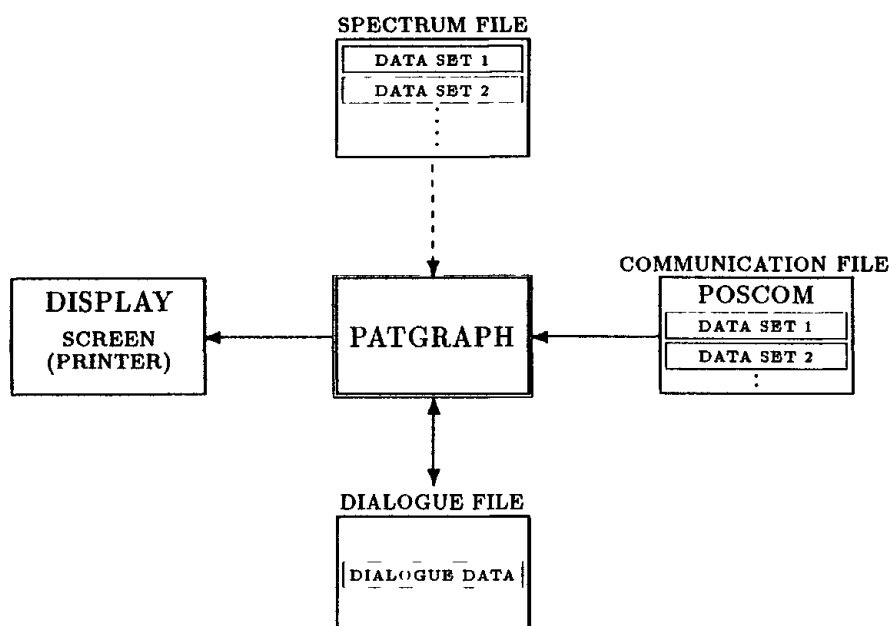 SPECTRUM FILE
DATA SET 1
DATA SET 2
COMMUNICATION FILE
POSCOM
DATA SET 1
DATA SET 2
DISPLAY
SCREEN
(PRINTER)
PATGRAPH
DIALOGUE FILE
DIALOGUE DATA